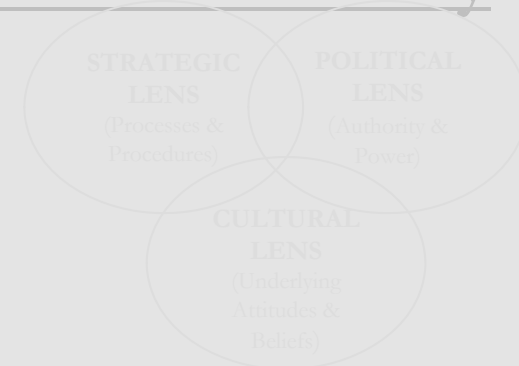 STRATEGIC
LENS
(Processes &
Procedures)
POLITICAL
LENS
(Authority &
Power)
CULTURAL
LENS
(Underlying
Attitudes &
Beliefs)